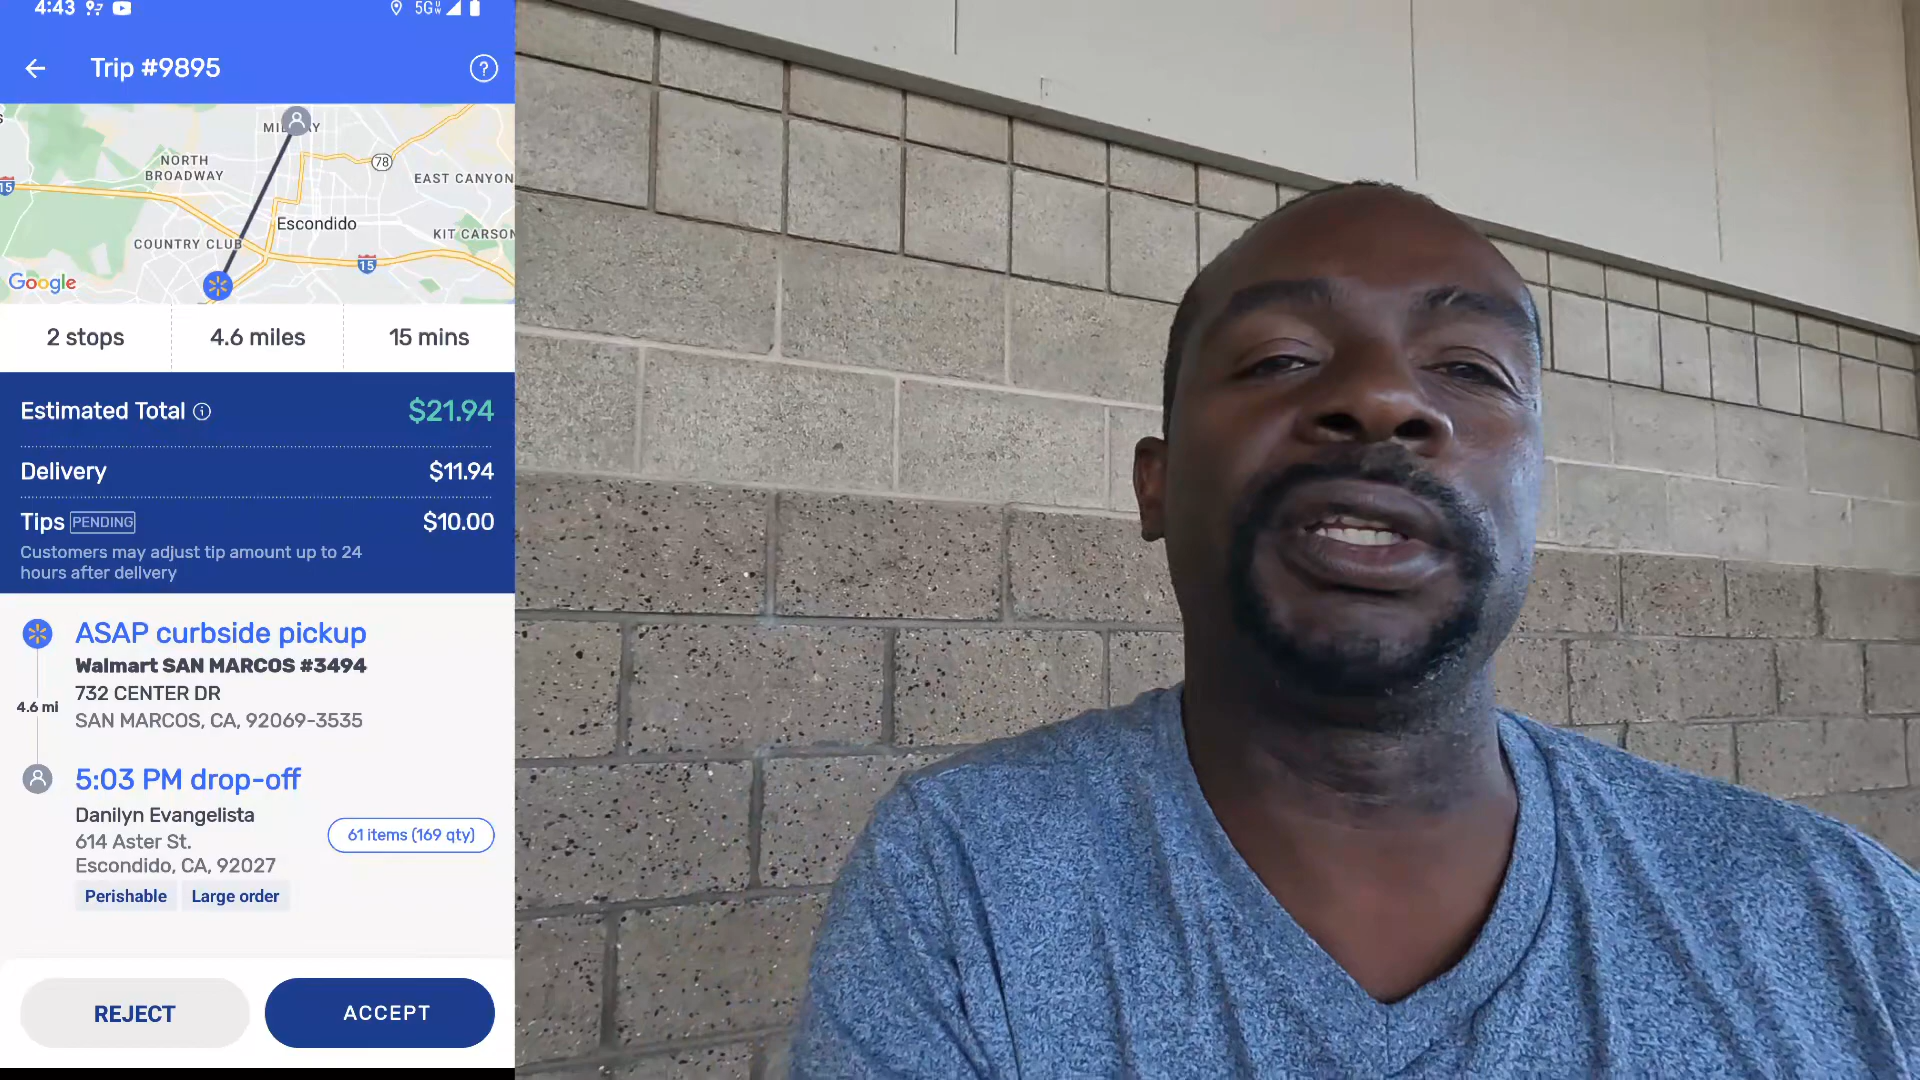 4:43
5G UW
Trip #9895
?
NORTH
BROADWAY
78
EAST CANYON
15
Escondido
COUNTRY CLUB
KIT CARSON
15
Google
2 stops
4.6 miles
15 mins
Estimated Total
$21.94
Delivery
$11.94
Tips PENDING
$10.00
Customers may adjust tip amount up to 24
hours after delivery
ASAP curbside pickup
Walmart SAN MARCOS #3494
732 CENTER DR
SAN MARCOS, CA, 92069-3535
4.6 mi
5:03 PM drop-off
Danilyn Evangelista
614 Aster St.
Escondido, CA, 92027
61 items (169 qty)
Perishable
Large order
REJECT
ACCEPT